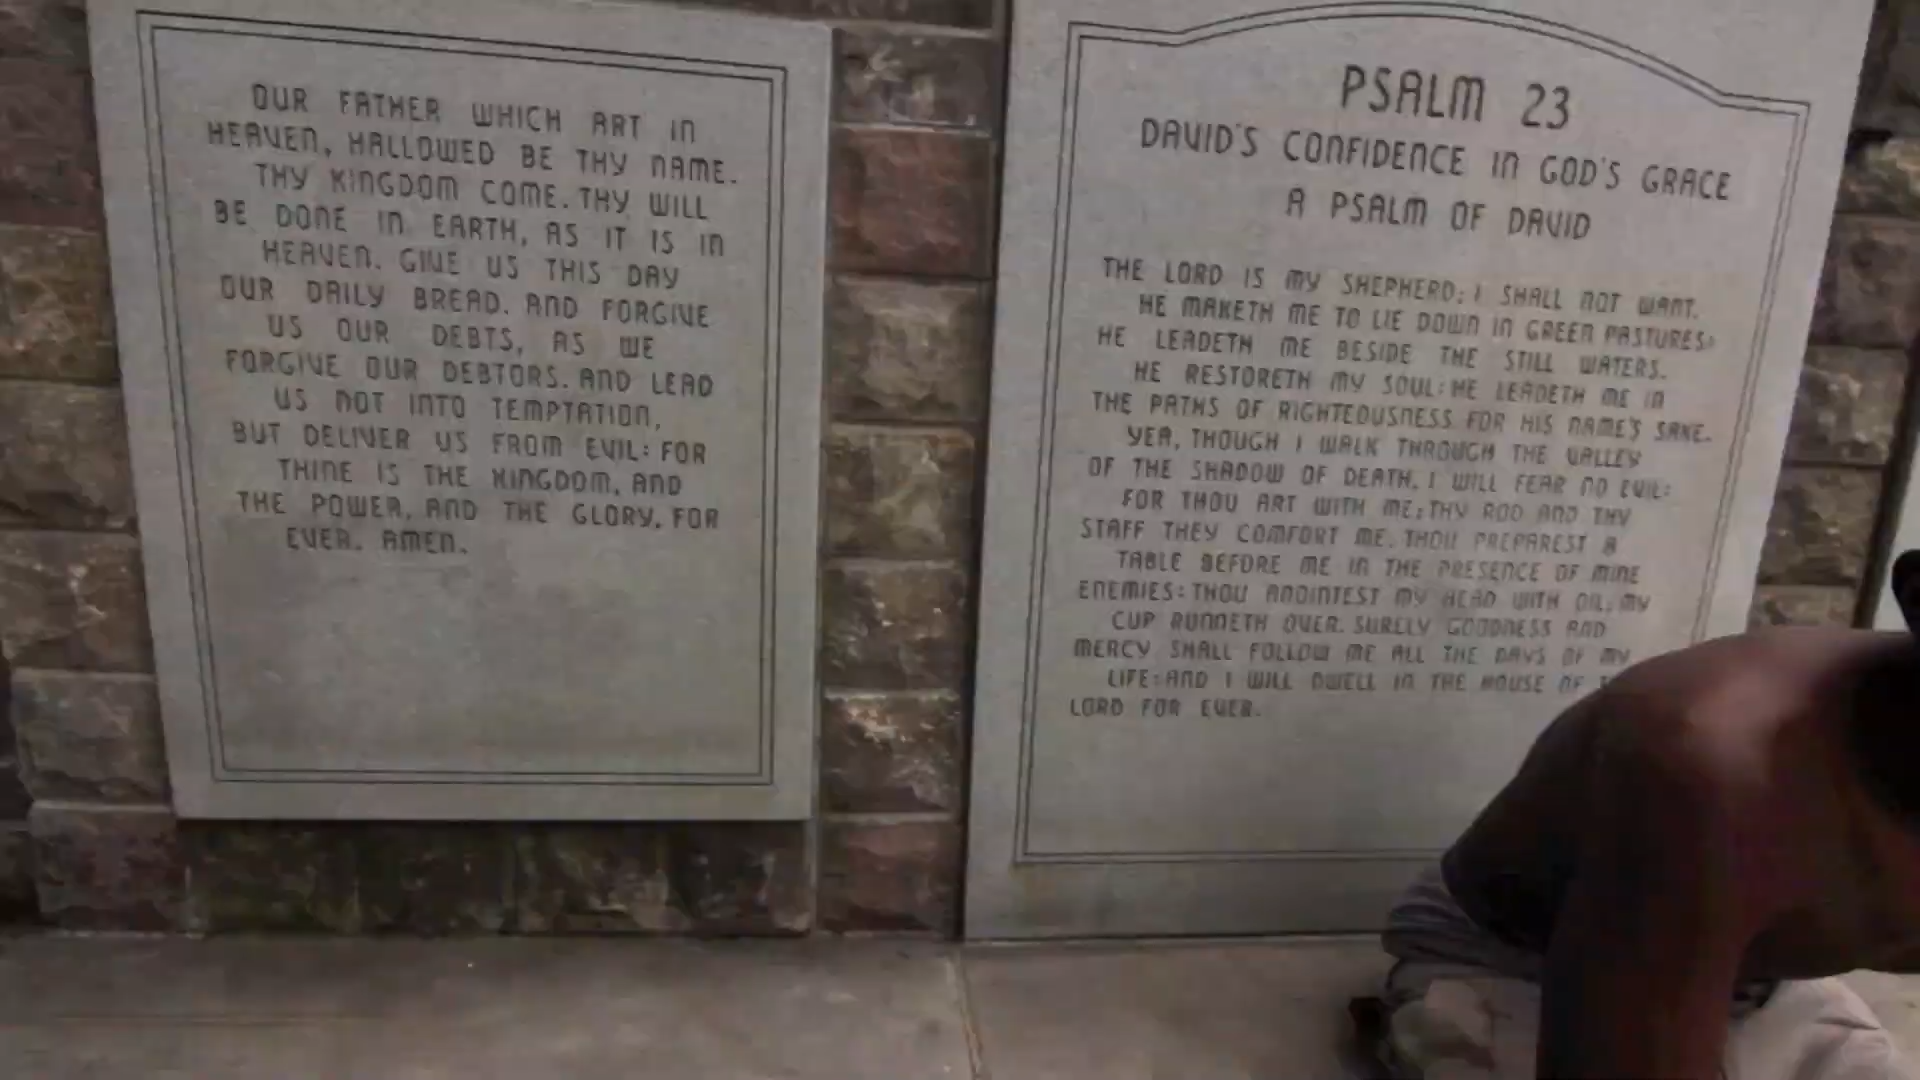 OUR FATHER WHICH ART IN
HEAVEN, HALLOWED BE THY NAME.
THY KINGDOM COME. THY WILL
BE DONE IN EARTH, AS IT IS IN
HEAVEN. GIVE US THIS DAY
OUR DAILY BREAD. AND FORGIVE
US OUR DEBTS, AS WE
FORGIVE OUR DEBTORS. AND LEAD
US NOT INTO TEMPTATION,
BUT DELIVER US FROM EVIL: FOR
THINE IS THE KINGDOM, AND
THE POWER, AND THE GLORY, FOR
EVER. AMEN.
PSALM 23
DAVID'S CONFIDENCE IN GOD'S GRACE
A PSALM OF DAVID
THE LORD IS MY SHEPHERD; I SHALL NOT WANT.
HE MAKETH ME TO LIE DOWN IN GREEN PASTURES:
HE LEADETH ME BESIDE THE STILL WATERS.
HE RESTORETH MY SOUL: HE LEADETH ME IN
THE PATHS OF RIGHTEOUSNESS FOR HIS NAME'S SAKE.
YEA, THOUGH I WALK THROUGH THE VALLEY
OF THE SHADOW OF DEATH, I WILL FEAR NO EVIL:
FOR THOU ART WITH ME; THY ROD AND THY
STAFF THEY COMFORT ME. THOU PREPAREST A
TABLE BEFORE ME IN THE PRESENCE OF MINE
ENEMIES: THOU ANOINTEST MY HEAD WITH OIL; MY
CUP RUNNETH OVER. SURELY GOODNESS AND
MERCY SHALL FOLLOW ME ALL THE DAYS OF MY
LIFE: AND I WILL DWELL IN THE HOUSE OF
LORD FOR EVER.